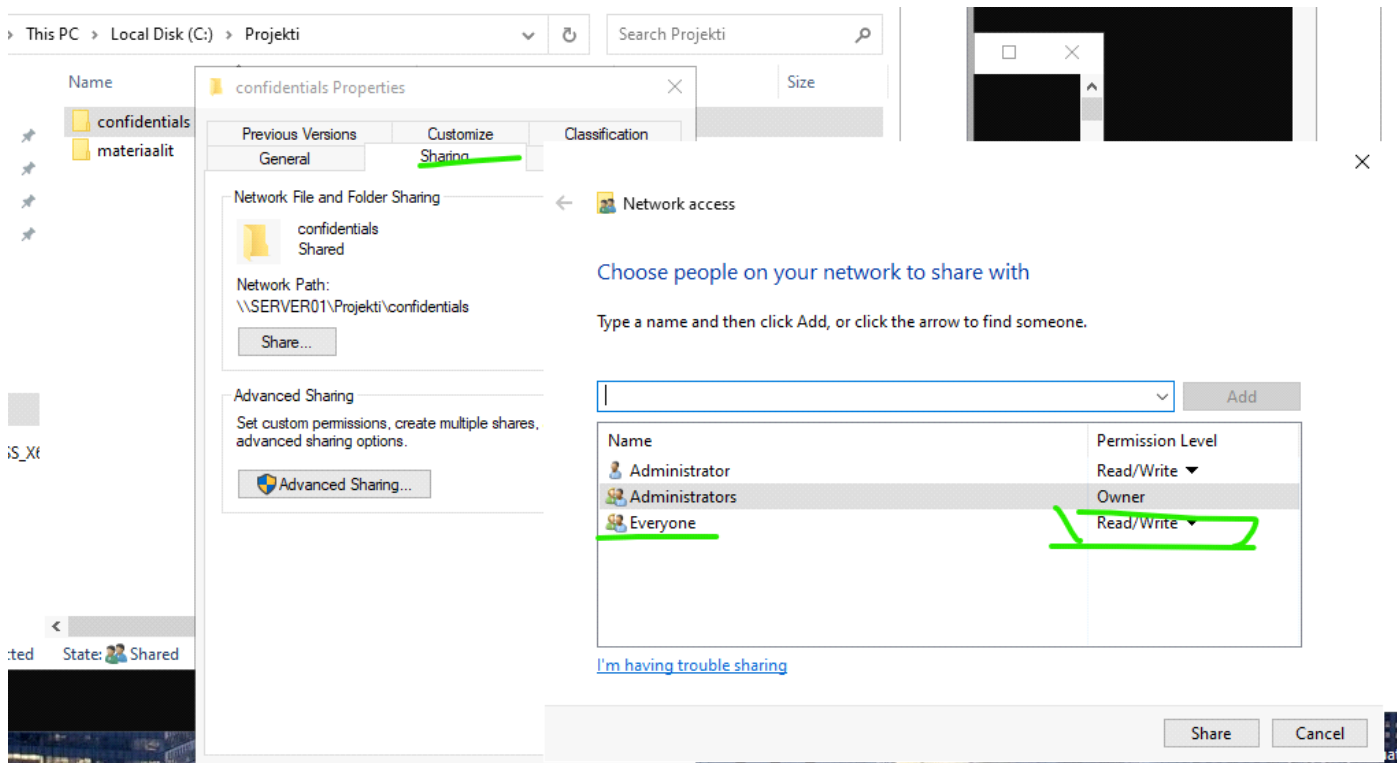 This PC > Local Disk (C:) > Projekti
Search Projekti
Name
Size
confidentials
materiaalit
confidentials Properties
Previous Versions
Customize
Classification
General
Sharing
Network File and Folder Sharing
confidentials
Shared
Network Path:
\\SERVER01\Projekti\confidentials
Share...
Advanced Sharing
Set custom permissions, create multiple shares,
advanced sharing options.
Advanced Sharing...
Network access
Choose people on your network to share with
Type a name and then click Add, or click the arrow to find someone.
Add
Name
Permission Level
Administrator
Read/Write
Administrators
Owner
Everyone
Read/Write
I'm having trouble sharing
Share
Cancel
State: Shared